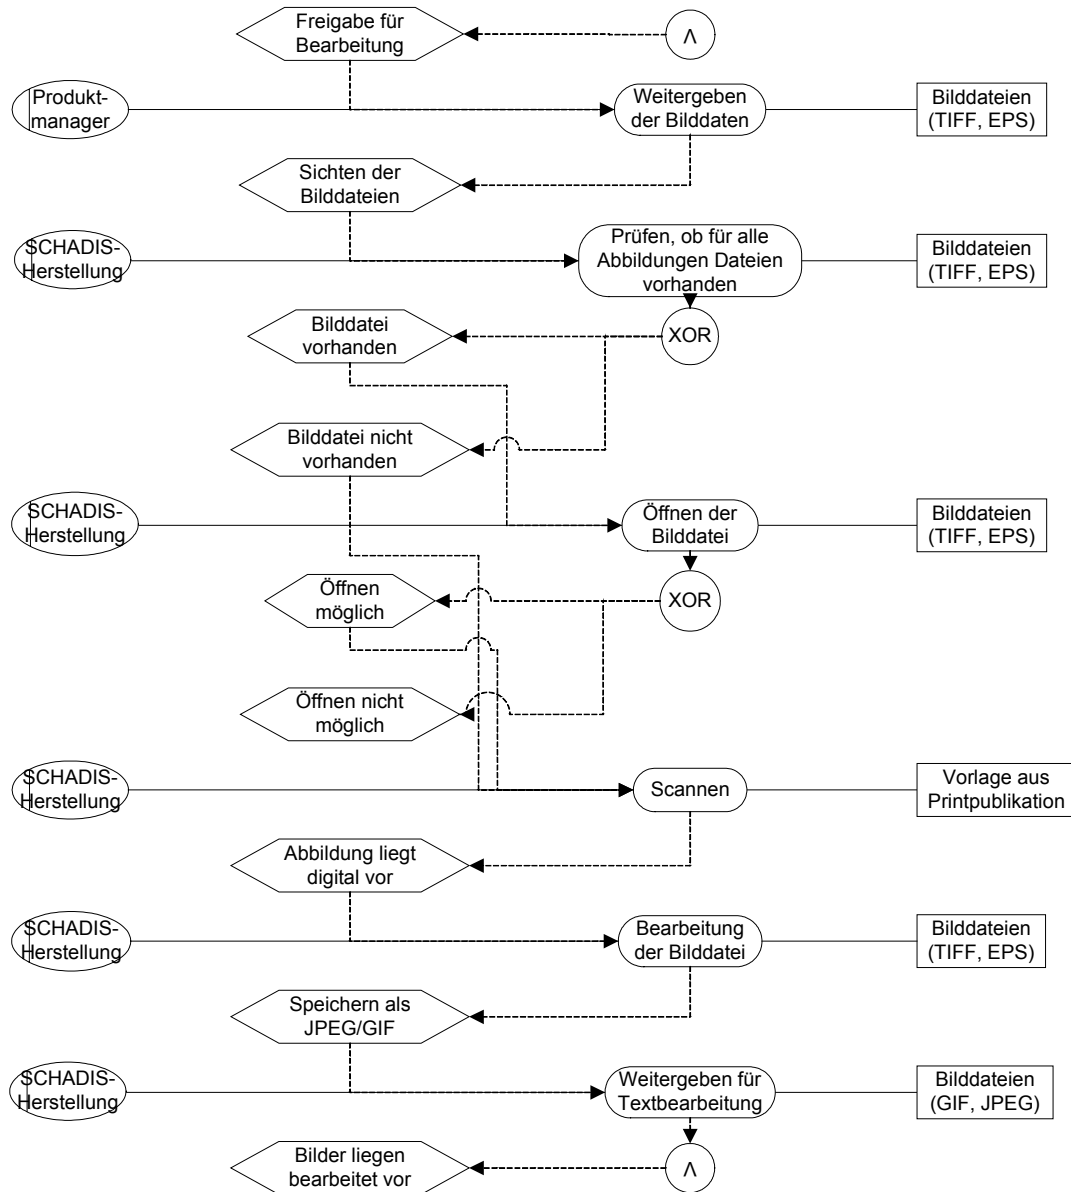 Freigabe für
Bearbeitung
Λ
Produkt-
manager
Weitergeben
der Bilddaten
Bilddateien
(TIFF, EPS)
Sichten der
Bilddateien
SCHADIS-
Herstellung
Prüfen, ob für alle
Abbildungen Dateien
vorhanden
Bilddateien
(TIFF, EPS)
Bilddatei
vorhanden
XOR
Bilddatei nicht
vorhanden
SCHADIS-
Herstellung
Öffnen der
Bilddatei
Bilddateien
(TIFF, EPS)
Öffnen
möglich
XOR
Öffnen nicht
möglich
SCHADIS-
Herstellung
Scannen
Vorlage aus
Printpublikation
Abbildung liegt
digital vor
SCHADIS-
Herstellung
Bearbeitung
der Bilddatei
Bilddateien
(TIFF, EPS)
Speichern als
JPEG/GIF
SCHADIS-
Herstellung
Weitergeben für
Textbearbeitung
Bilddateien
(GIF, JPEG)
Bilder liegen
bearbeitet vor
Λ